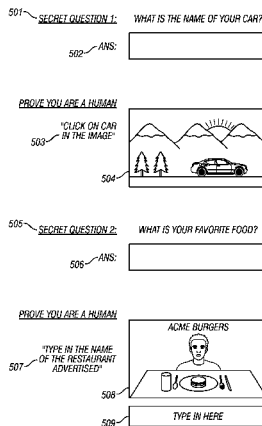 501 SECRET QUESTION 1: WHAT IS THE NAME OF YOUR CAR?
502 ANS:
PROVE YOU ARE A HUMAN
503 "CLICK ON CAR
IN THE IMAGE"
504
505 SECRET QUESTION 2: WHAT IS YOUR FAVORITE FOOD?
506 ANS:
PROVE YOU ARE A HUMAN
ACME BURGERS
507 "TYPE IN THE NAME
OF THE RESTAURANT
ADVERTISED"
508
509 TYPE IN HERE